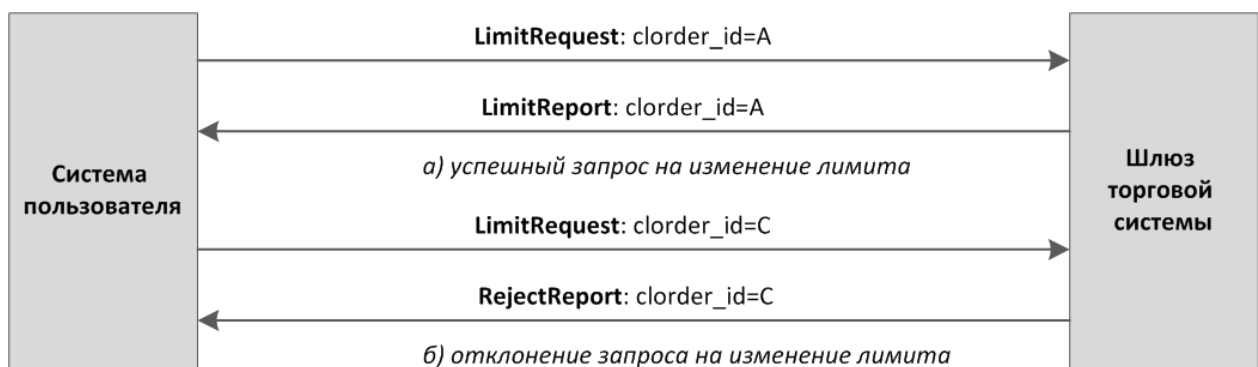 LimitRequest: clorder_id=A
LimitReport: clorder_id=A
а) успешный запрос на изменение лимита
Система
пользователя
Шлюз
торговой
системы
LimitRequest: clorder_id=C
RejectReport: clorder_id=C
б) отклонение запроса на изменение лимита